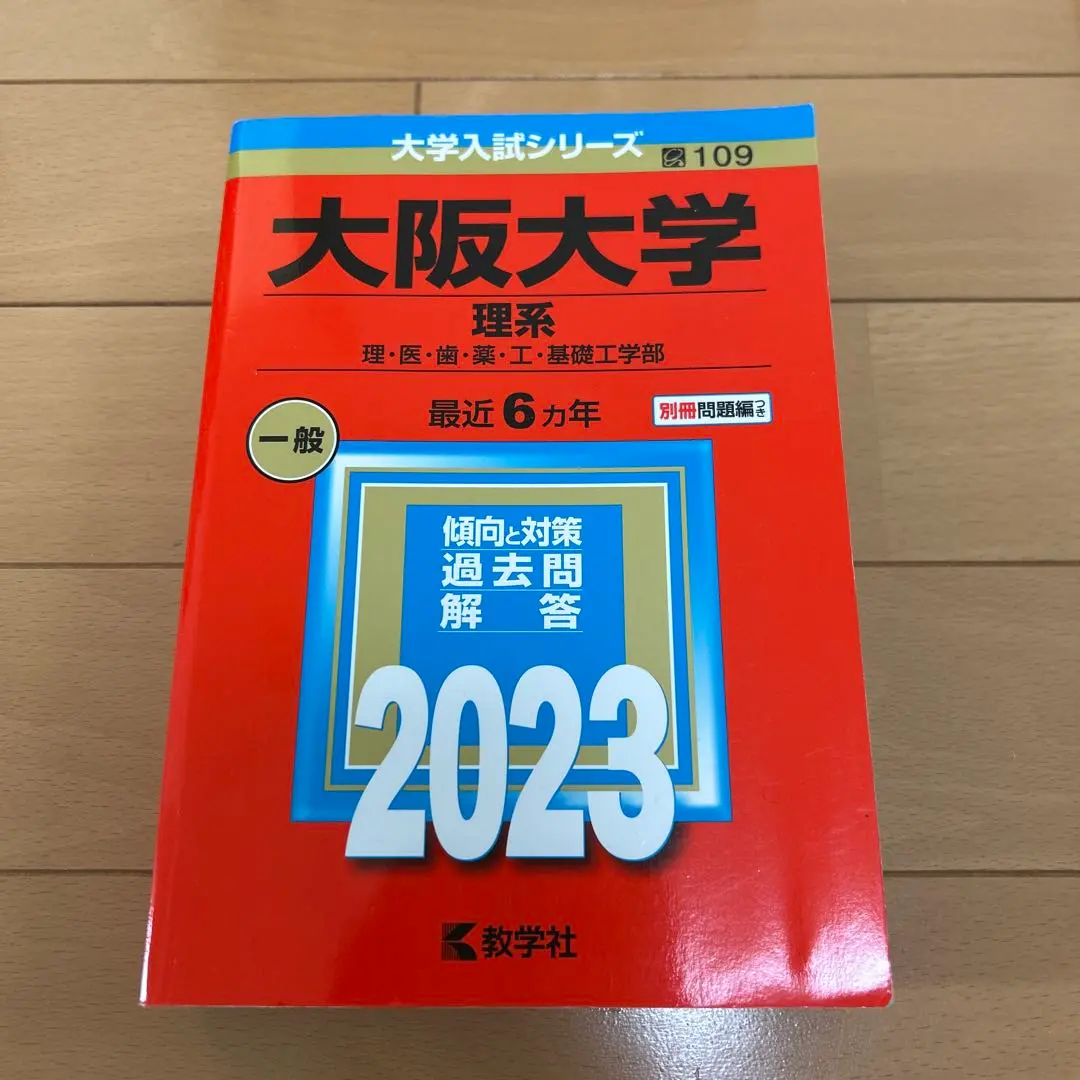 大学入試シリーズ
109
大阪大学
理系
理・医・歯・薬・工・基礎工学部
最近6カ年
別冊問題編つき
一般
傾向と対策
過去問
解答
2023
教学社